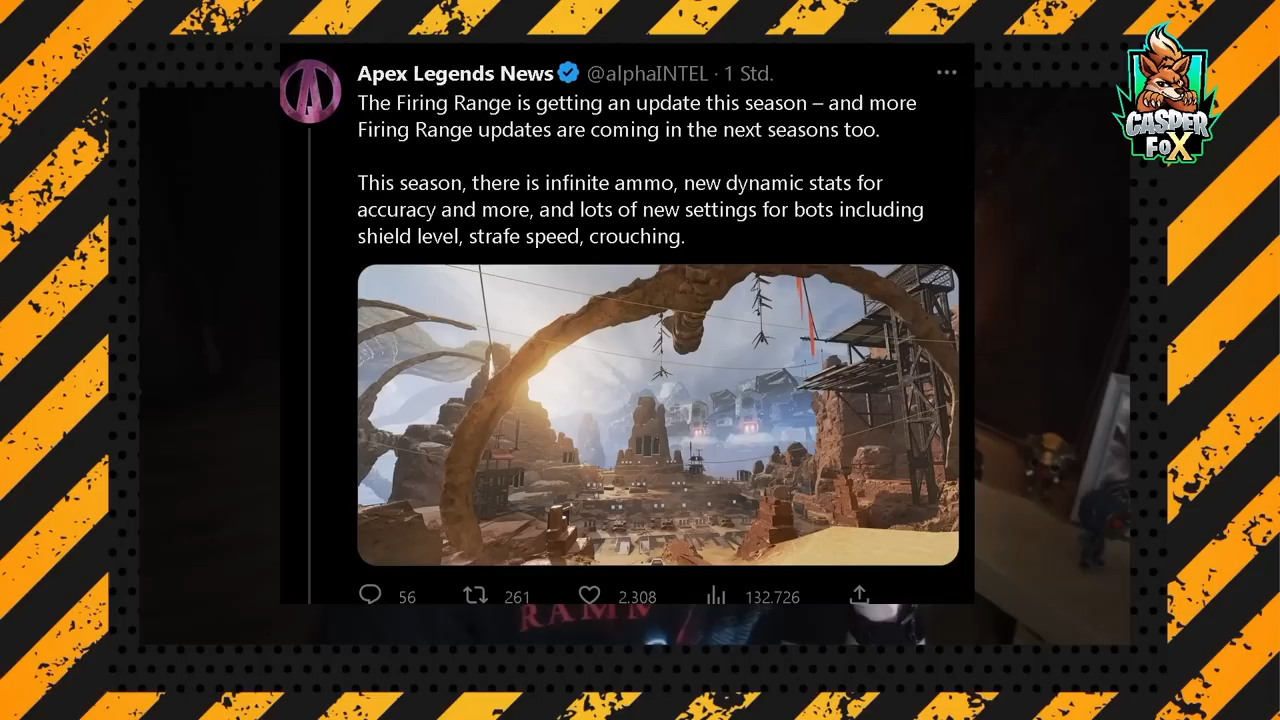 Apex Legends News @alphaINTEL · 1 Std.
The Firing Range is getting an update this season – and more
Firing Range updates are coming in the next seasons too.
This season, there is infinite ammo, new dynamic stats for
accuracy and more, and lots of new settings for bots including
shield level, strafe speed, crouching.
56 261 2.308 132.726
CASPER
FOX